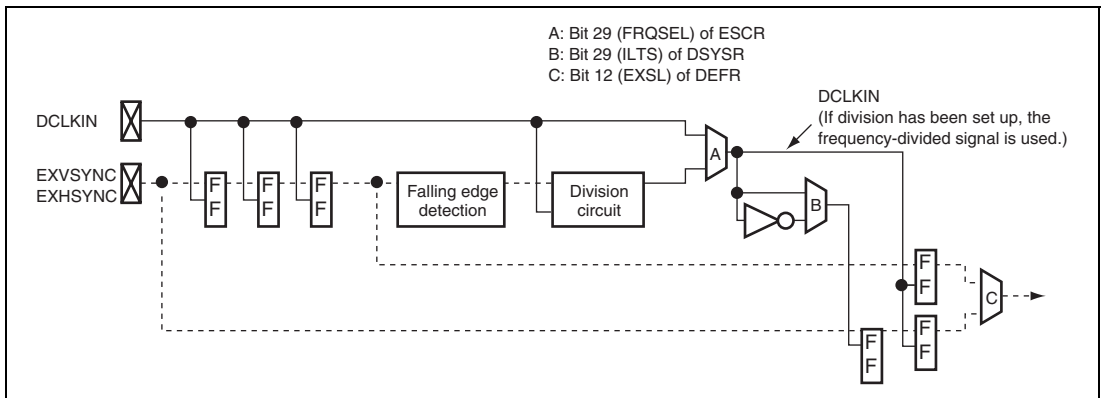 A: Bit 29 (FRQSEL) of ESCR
B: Bit 29 (ILTS) of DSYSR
C: Bit 12 (EXSL) of DEFR
DCLKIN
DCLKIN
(If division has been set up, the
frequency-divided signal is used.)
A
EXVSYNC
EXHSYNC
F
F
F
F
F
F
Falling edge
detection
Division
circuit
B
F
F
C
F
F
F
F